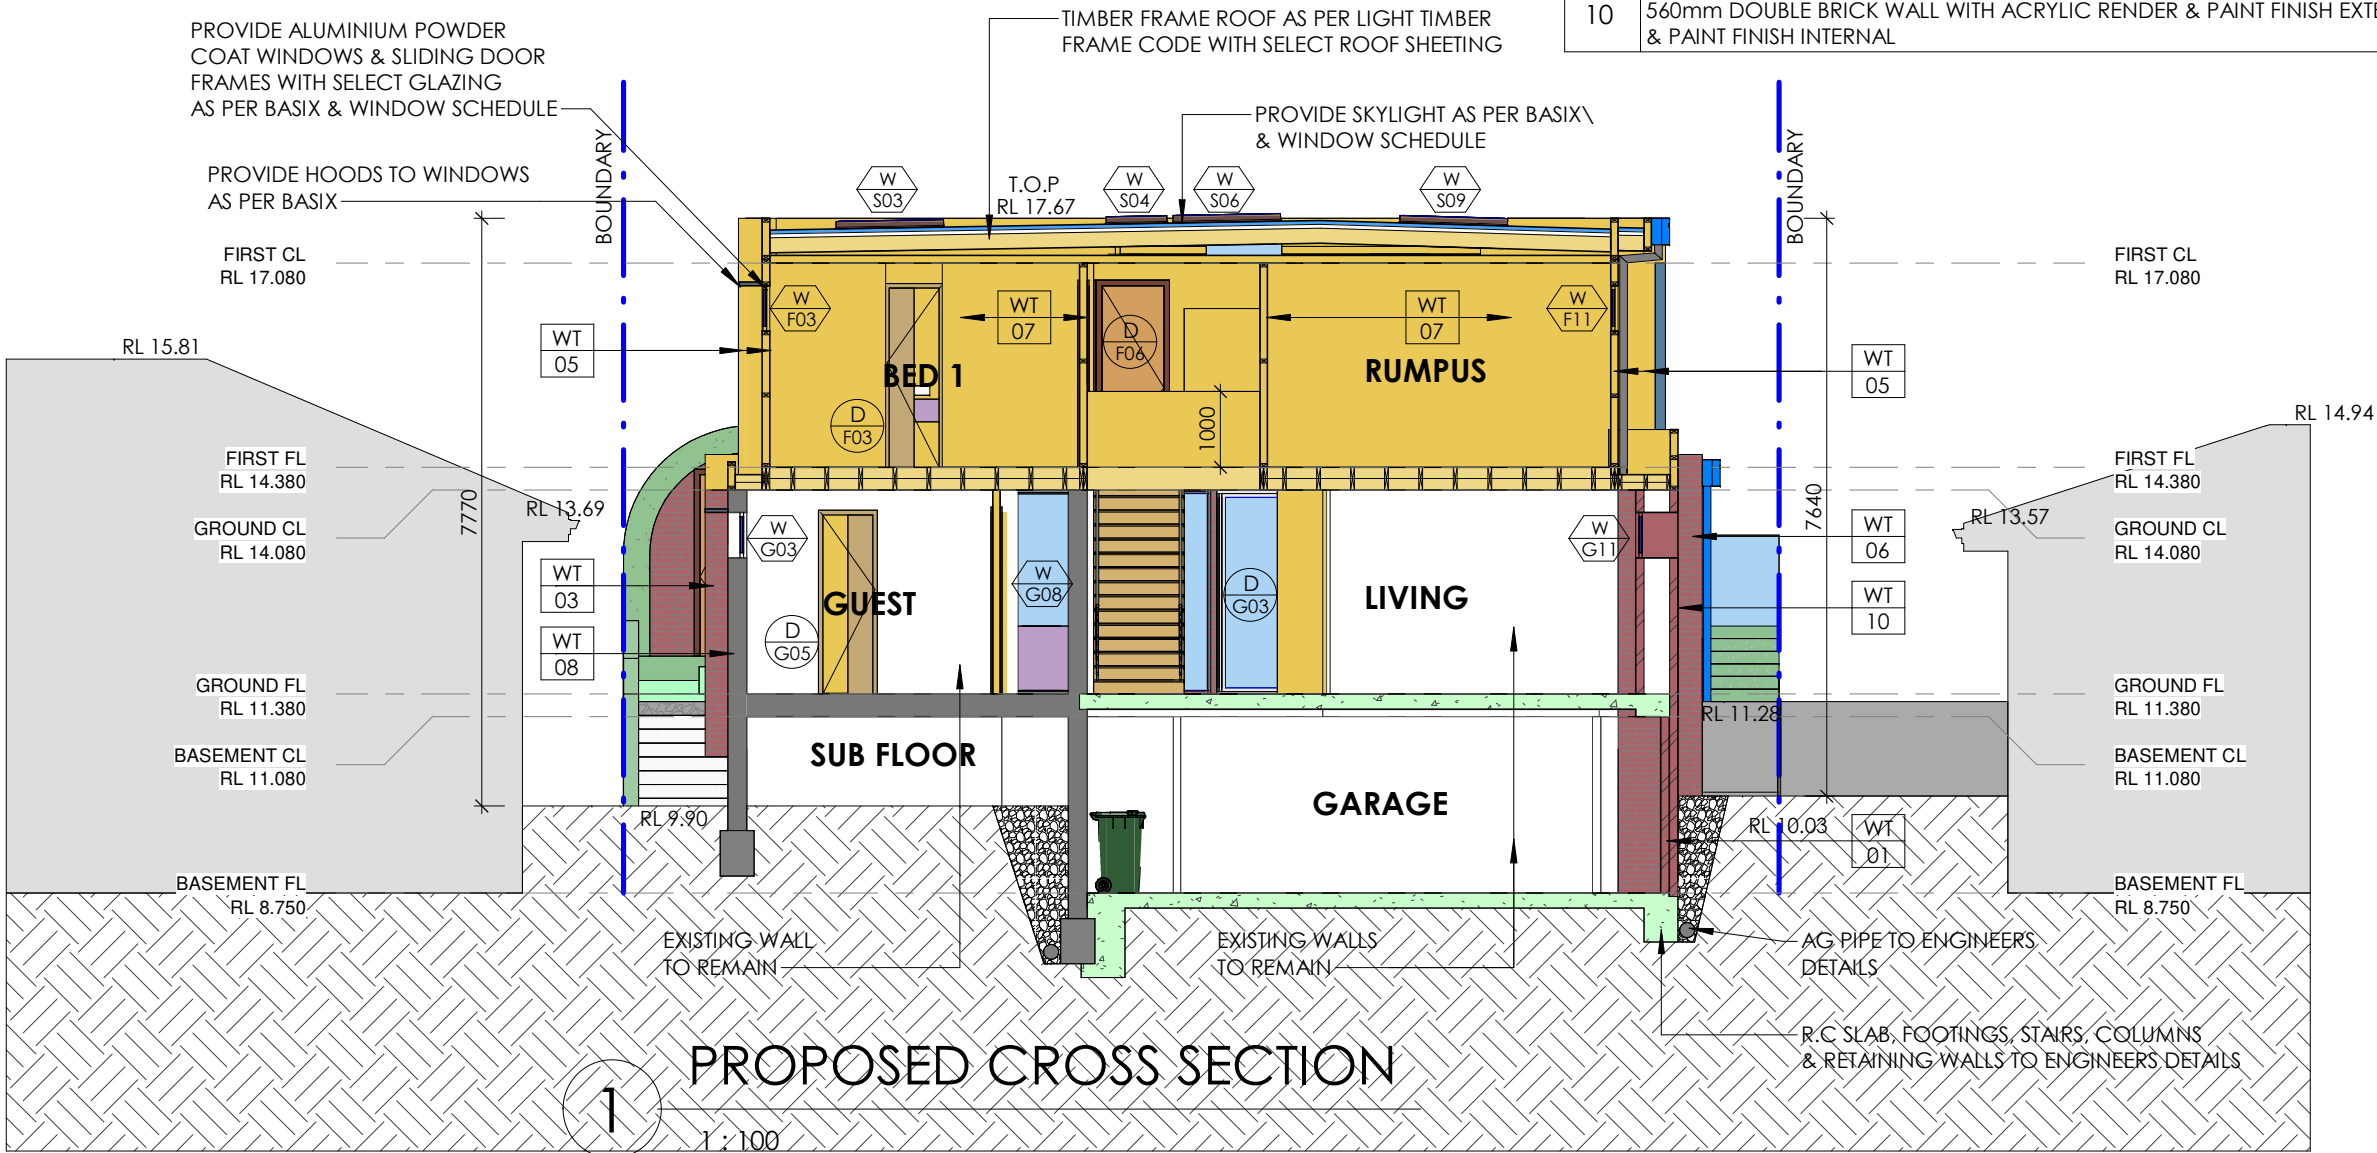 10
560mm DOUBLE BRICK WALL WITH ACRYLIC RENDER & PAINT FINISH
& PAINT FINISH INTERNAL
PROVIDE ALUMINIUM POWDER
COAT WINDOWS & SLIDING DOOR
FRAMES WITH SELECT GLAZING
AS PER BASIX & WINDOW SCHEDULE
TIMBER FRAME ROOF AS PER LIGHT TIMBER
FRAME CODE WITH SELECT ROOF SHEETING
PROVIDE SKYLIGHT AS PER BASIX\
& WINDOW SCHEDULE
PROVIDE HOODS TO WINDOWS
AS PER BASIX
BOUNDARY
BOUNDARY
W
S03
T.O.P
RL 17.67
W
S04
W
S06
W
S09
FIRST CL
RL 17.080
FIRST CL
RL 17.080
W
F03
WT
07
D
F06
WT
07
W
F11
RL 15.81
WT
05
BED 1
RUMPUS
WT
05
D
F03
1000
RL 14.94
FIRST FL
RL 14.380
FIRST FL
RL 14.380
7770
RL 13.69
7640
RL 13.57
GROUND CL
RL 14.080
W
G03
W
G11
WT
06
GROUND CL
RL 14.080
WT
03
GUEST
W
G08
D
G03
LIVING
WT
10
WT
08
D
G05
GROUND FL
RL 11.380
GROUND FL
RL 11.380
RL 11.28
BASEMENT CL
RL 11.080
SUB FLOOR
BASEMENT CL
RL 11.080
GARAGE
RL 9.90
RL 10.03
WT
01
BASEMENT FL
RL 8.750
BASEMENT FL
RL 8.750
EXISTING WALL
TO REMAIN
EXISTING WALLS
TO REMAIN
AG PIPE TO ENGINEERS
DETAILS
R.C SLAB, FOOTINGS, STAIRS, COLUMNS
& RETAINING WALLS TO ENGINEERS DETAILS
1
PROPOSED CROSS SECTION
1 : 100